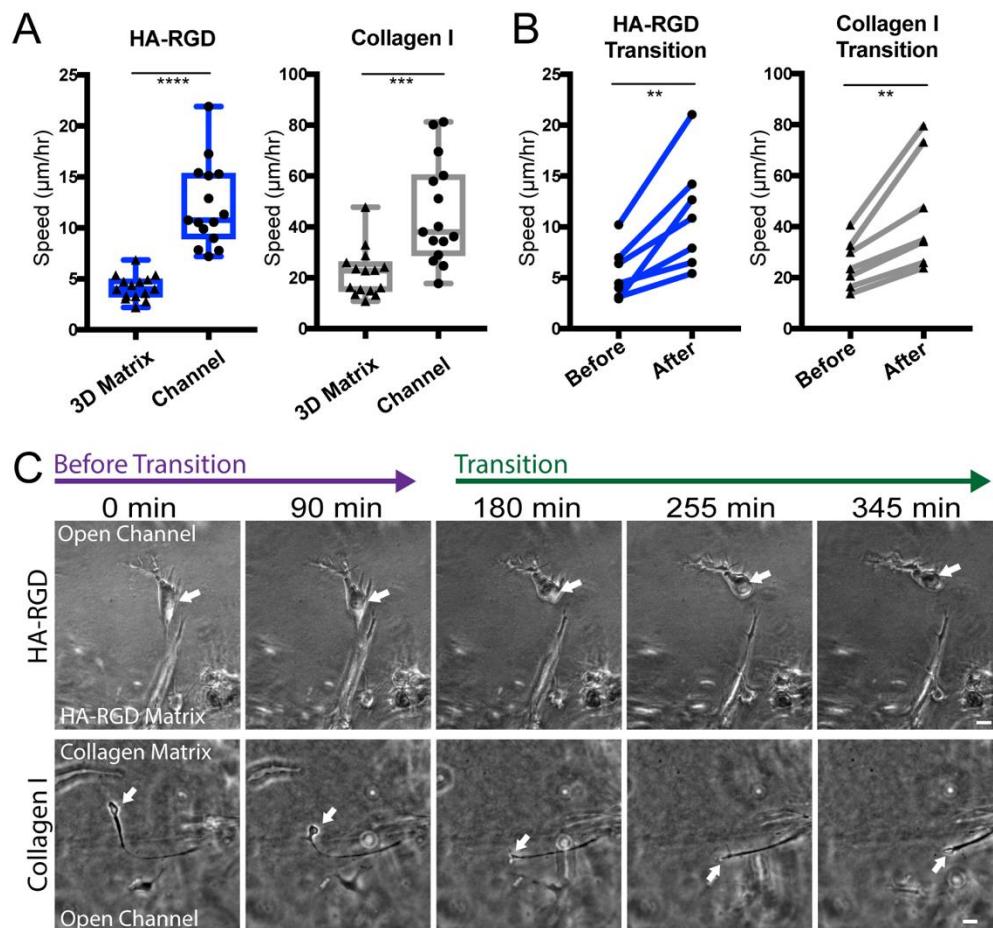 A
HA-RGD
Speed (µm/hr)
25
20
15
10
5
0
****
3D Matrix
Channel
Collagen I
Speed (µm/hr)
100
80
60
40
20
0
***
3D Matrix
Channel
B
HA-RGD
Transition
Speed (µm/hr)
25
20
15
10
5
0
**
Before
After
Collagen I
Transition
Speed (µm/hr)
100
80
60
40
20
0
**
Before
After
C
Before Transition
Transition
0 min
90 min
180 min
255 min
345 min
HA-RGD
Open Channel
HA-RGD Matrix
Collagen I
Collagen Matrix
Open Channel